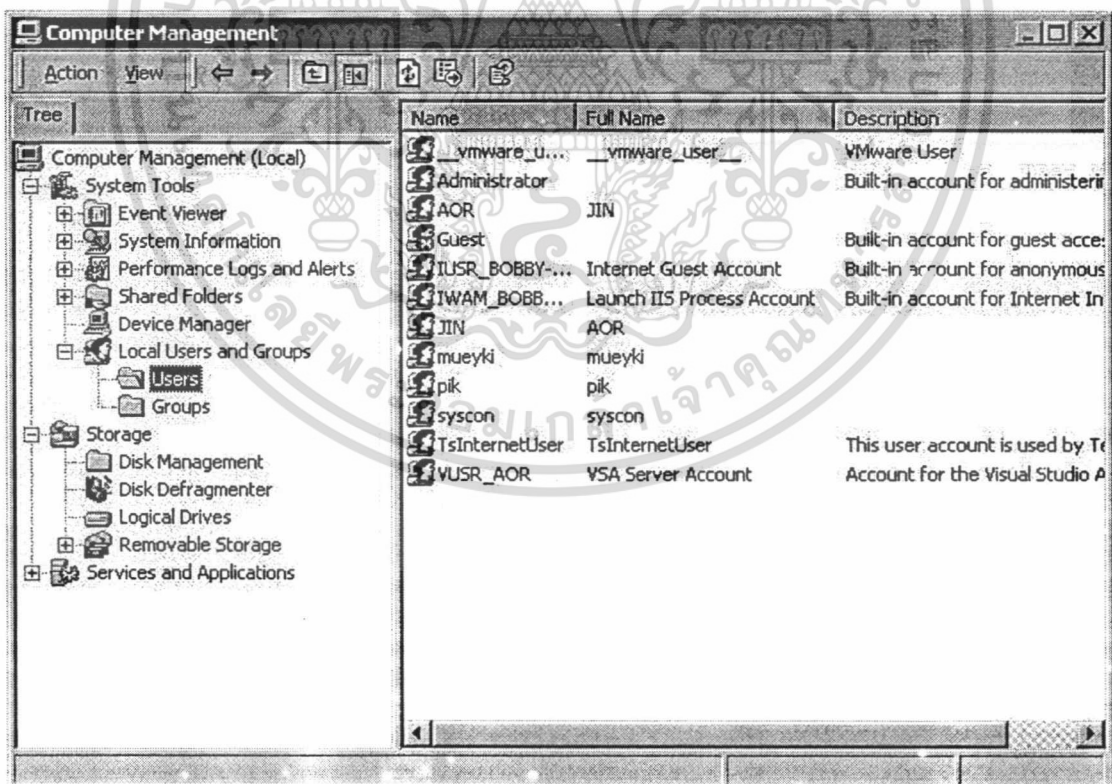 Computer Management
Action View
Tree
Name Full Name Description
Computer Management (Local)
System Tools
Event Viewer
System Information
Performance Logs and Alerts
Shared Folders
Device Manager
Local Users and Groups
Users
Groups
Storage
Disk Management
Disk Defragmenter
Logical Drives
Removable Storage
Services and Applications
__vmware_u... __vmware_user__ VMware User
Administrator Built-in account for administerin
AOR JIN
Guest Built-in account for guest acces
IUSR_BOBBY-... Internet Guest Account Built-in account for anonymous
IWAM_BOBB... Launch IIS Process Account Built-in account for Internet In
JIN AOR
mueyki mueyki
pik pik
syscon syscon
TsInternetUser TsInternetUser This user account is used by Te
VUSR_AOR VSA Server Account Account for the Visual Studio A